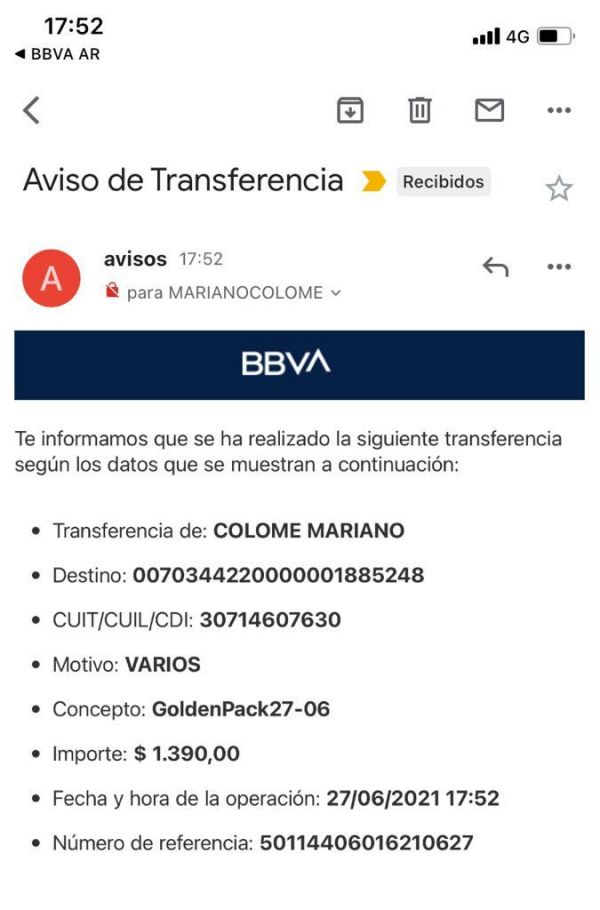 17:52
4G
◀ BBVA AR
Aviso de Transferencia Recibidos
avisos 17:52
A
para MARIANOCOLOME
BBVA
Te informamos que se ha realizado la siguiente transferencia
según los datos que se muestran a continuación:
• Transferencia de: COLOME MARIANO
• Destino: 0070344220000001885248
• CUIT/CUIL/CDI: 30714607630
• Motivo: VARIOS
• Concepto: GoldenPack27-06
• Importe: $ 1.390,00
• Fecha y hora de la operación: 27/06/2021 17:52
• Número de referencia: 50114406016210627